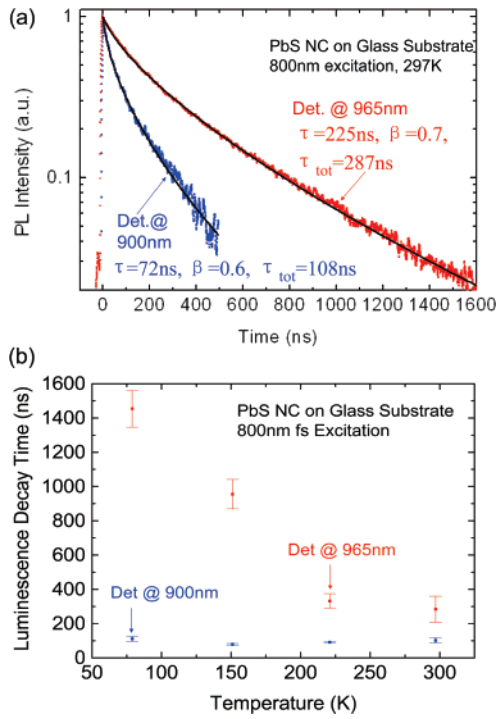 (a)
PbS NC on Glass Substrate
800nm excitation, 297K
Det. @ 965nm
τ =225ns, β =0.7,
τ tot=287ns
Det.@
900nm
τ=72ns, β =0.6, τ tot=108ns
PL Intensity (a.u.)
1
0.1
0 200 400 600 800 1000 1200 1400 1600
Time (ns)
(b)
PbS NC on Glass Substrate
800nm fs Excitation
Det @ 965nm
Det @ 900nm
Luminescence Decay Time (ns)
1600
1400
1200
1000
800
600
400
200
0
50 100 150 200 250 300
Temperature (K)